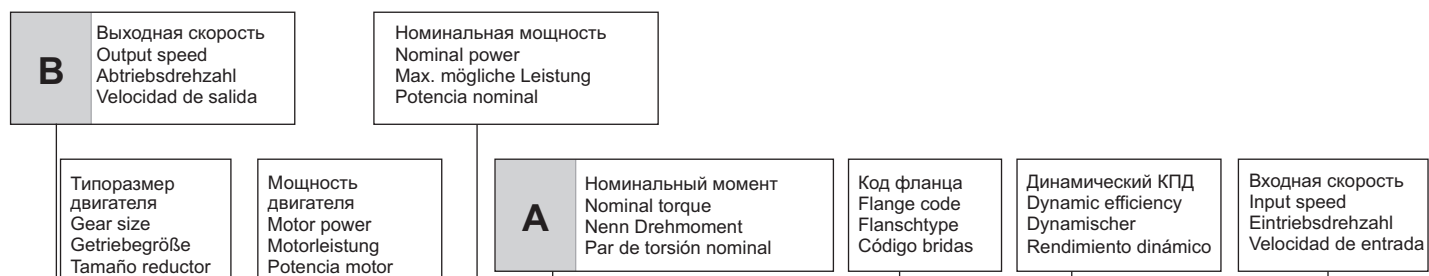 B
Выходная скорость
Output speed
Abtriebsdrehzahl
Velocidad de salida
Номинальная мощность
Nominal power
Max. mögliche Leistung
Potencia nominal
Типоразмер
двигателя
Gear size
Getriebegröße
Tamaño reductor
Мощность
двигателя
Motor power
Motorleistung
Potencia motor
A
Номинальный момент
Nominal torque
Nenn Drehmoment
Par de torsión nominal
Код фланца
Flange code
Flanschtype
Código bridas
Динамический КПД
Dynamic efficiency
Dynamischer
Rendimiento dinámico
Входная скорость
Input speed
Eintriebsdrehzahl
Velocidad de entrada